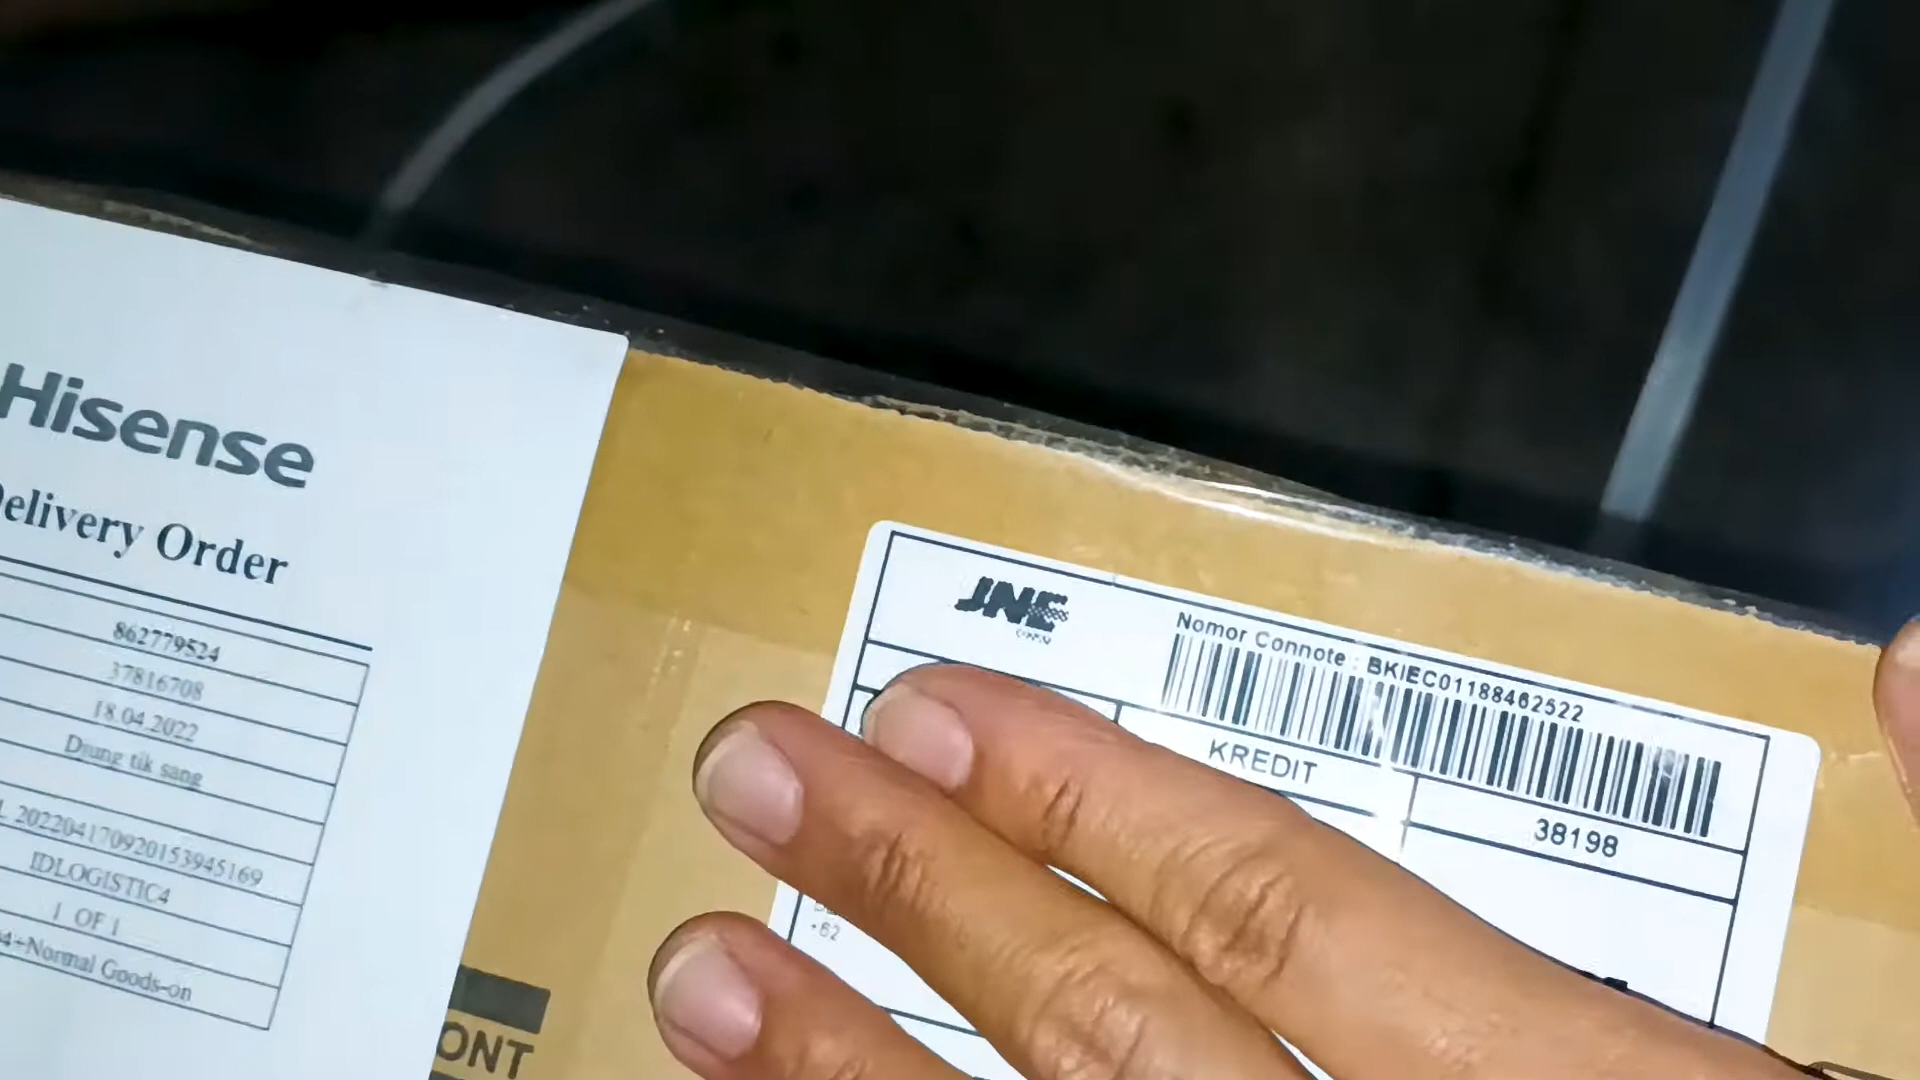 Hisense
Delivery Order
862779524
37816708
18.04.2022
Djung tik sang
20220417092015394516​9
IDLOGISTIC4
1 OF 1
4+Normal Goods-on
ONT
JNE
Nomor Connote : BKIEC01188462522
KREDIT
38198
+62